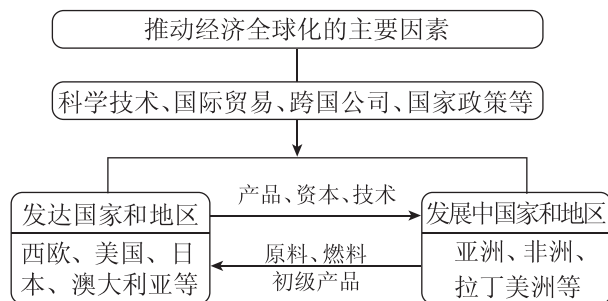 推动经济全球化的主要因素
科学技术、国际贸易、跨国公司、国家政策等
发达国家和地区
西欧、美国、日
本、澳大利亚等
产品、资本、技术
原料、燃料
初级产品
发展中国家和地区
亚洲、非洲、
拉丁美洲等